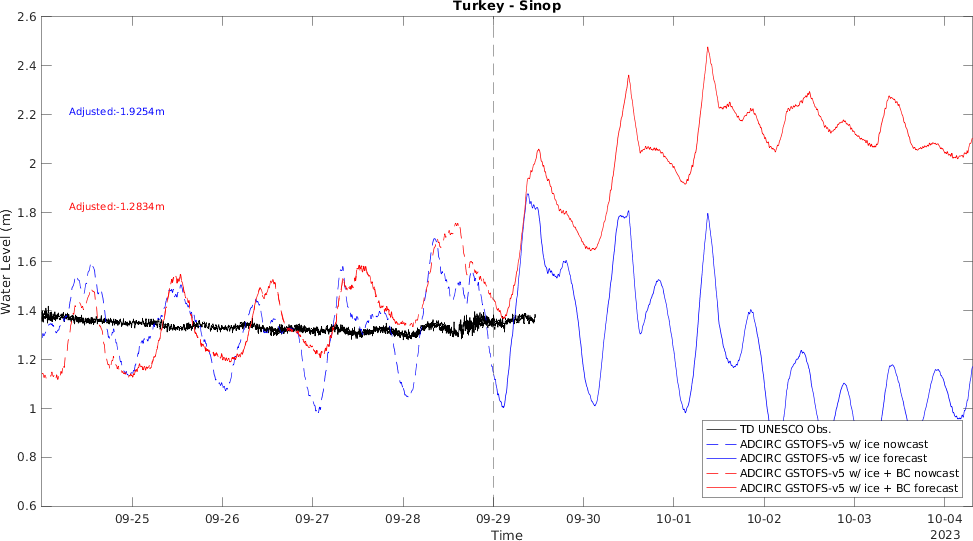 Turkey - Sinop
2.6
2.4
2.2
2
1.8
1.6
1.4
1.2
1
0.8
0.6
Water Level (m)
Adjusted:-1.9254m
Adjusted:-1.2834m
TD UNESCO Obs.
ADCIRC GSTOFS-v5 w/ ice nowcast
ADCIRC GSTOFS-v5 w/ ice forecast
ADCIRC GSTOFS-v5 w/ ice + BC nowcast
ADCIRC GSTOFS-v5 w/ ice + BC forecast
09-25 09-26 09-27 09-28 09-29 09-30 10-01 10-02 10-03 10-04
Time
2023